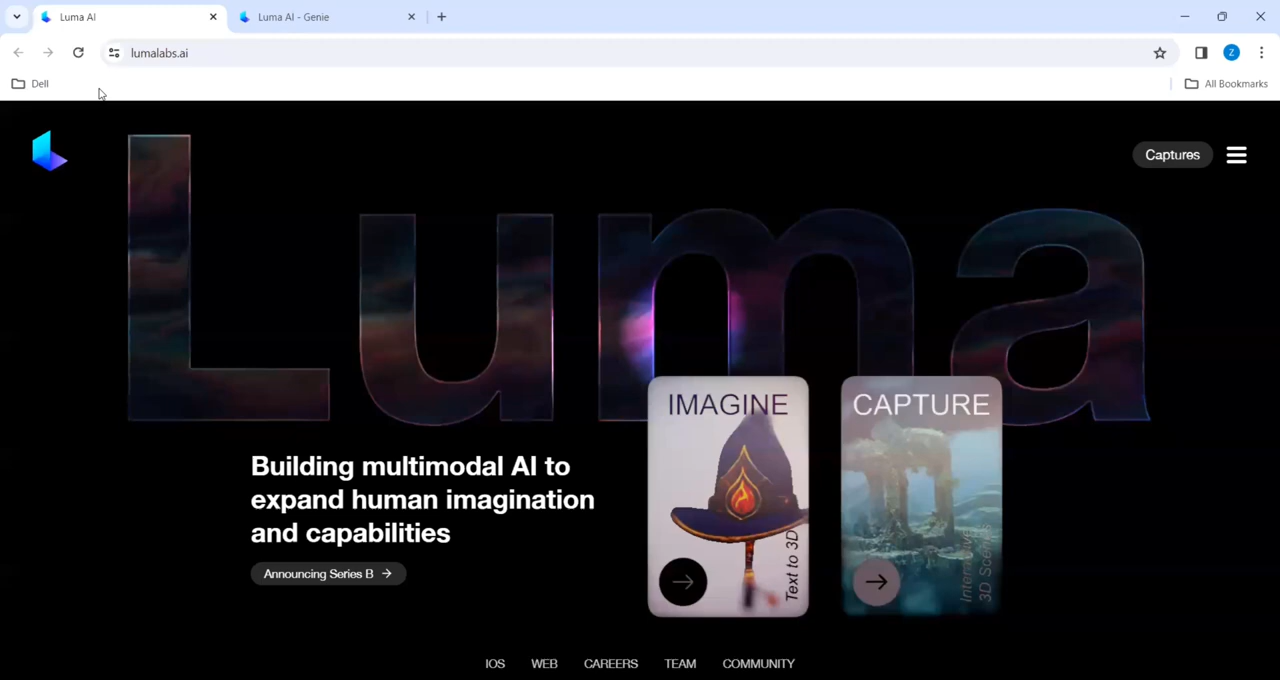 Luma AI
Luma AI - Genie
lumalabs.ai
Z
Dell
All Bookmarks
Captures
Luma
IMAGINE
CAPTURE
Building multimodal AI to
expand human imagination
and capabilities
Announcing Series B
Text to 3D
Interactive
3D Scenes
IOS
WEB
CAREERS
TEAM
COMMUNITY